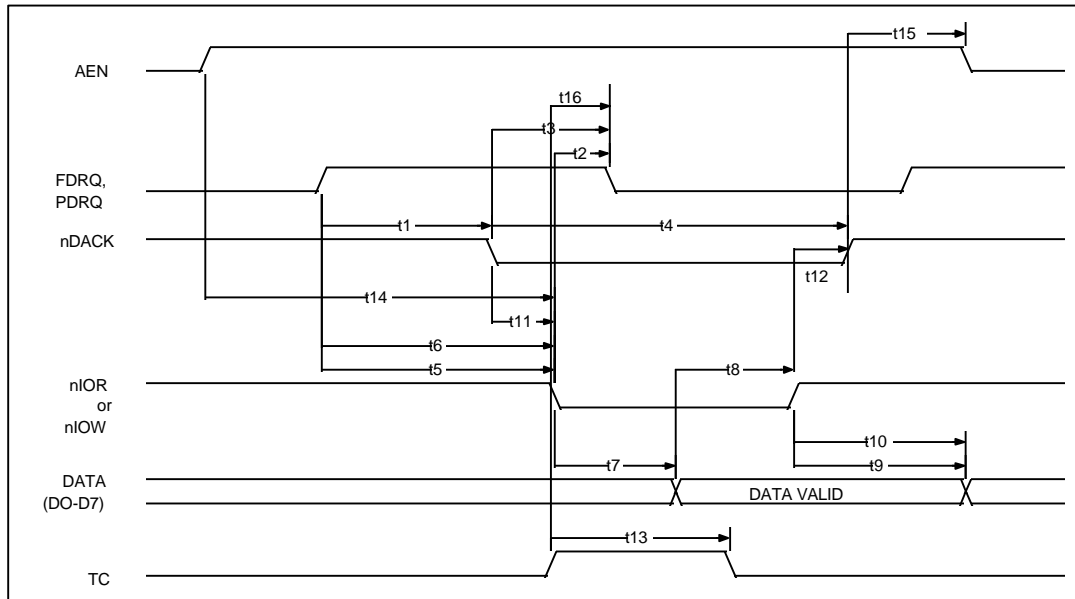 t15
AEN
t16
t3
t2
FDRQ,
PDRQ
t1
t4
nDACK
t12
t14
t11
t6
t5
t8
nIOR
or
nIOW
t10
t7
t9
DATA
(DO-D7)
DATA VALID
t13
TC